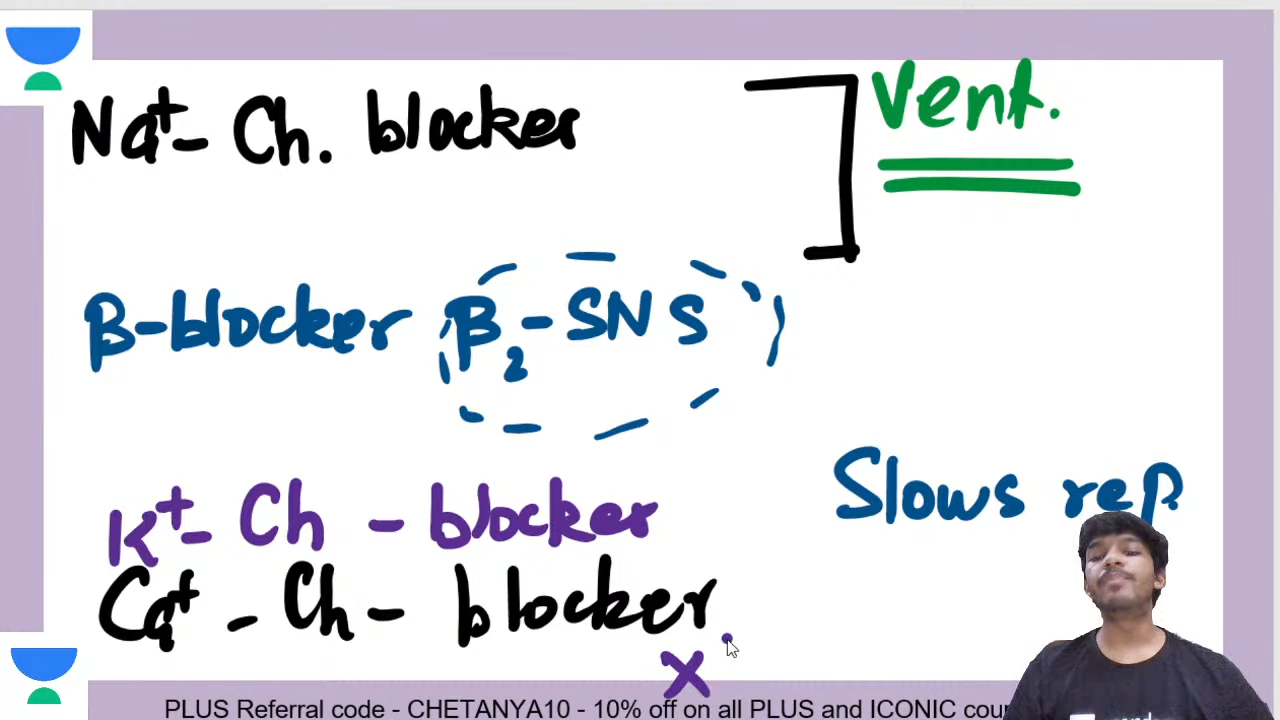 Na⁺- Ch. blocker
Vent.
B-blocker B₂-SNS
K⁺- Ch - blocker
Slows rep
Ca⁺ - Ch - blocker
x
PLUS Referral code - CHETANYA10 - 10% off on all PLUS and ICONIC cour